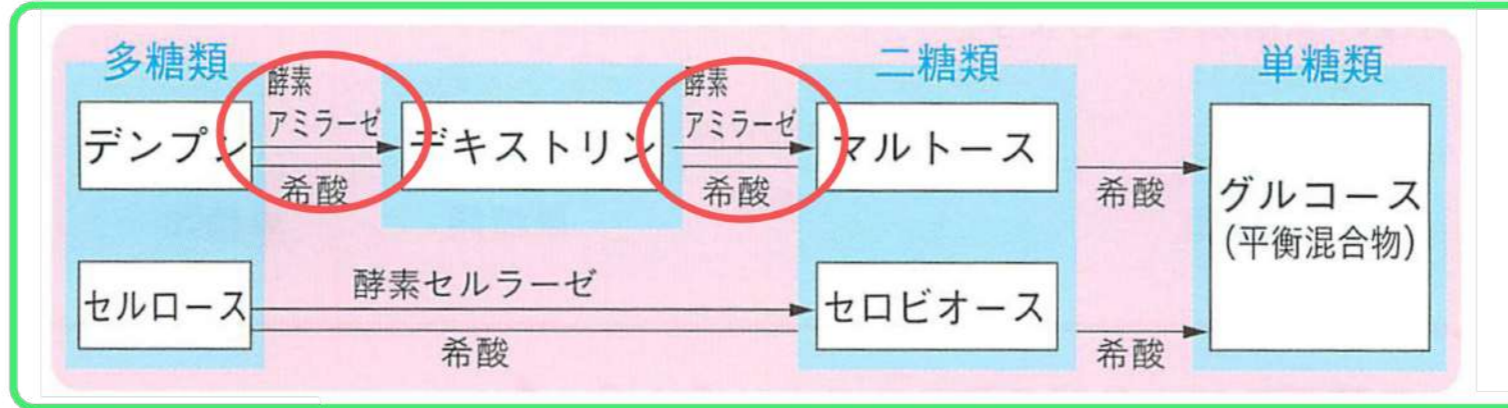 多糖類
二糖類
単糖類
酵素
アミラーゼ
酵素
アミラーゼ
デンプン
デキストリン
マルトース
希酸
希酸
希酸
グルコース
(平衡混合物)
セルロース
酵素セルラーゼ
セロビオース
希酸
希酸